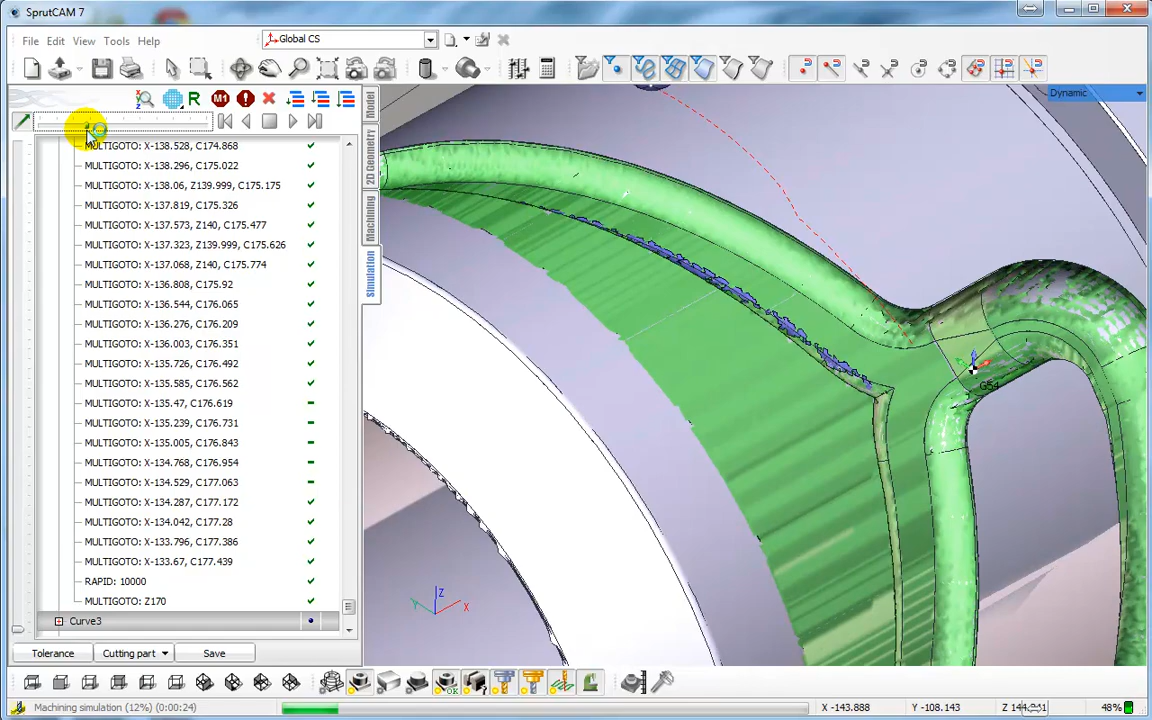 SprutCAM 7
File Edit View Tools Help
Global CS
R M1
Dynamic
Model
2D Geometry
Machining
Simulation
MULTIGOTO: X-138.528, C174.868
MULTIGOTO: X-138.296, C175.022
MULTIGOTO: X-138.06, Z139.999, C175.175
MULTIGOTO: X-137.819, C175.326
MULTIGOTO: X-137.573, Z140, C175.477
MULTIGOTO: X-137.323, Z139.999, C175.626
MULTIGOTO: X-137.068, Z140, C175.774
MULTIGOTO: X-136.808, C175.92
MULTIGOTO: X-136.544, C176.065
MULTIGOTO: X-136.276, C176.209
MULTIGOTO: X-136.003, C176.351
MULTIGOTO: X-135.726, C176.492
MULTIGOTO: X-135.585, C176.562
MULTIGOTO: X-135.47, C176.619
MULTIGOTO: X-135.239, C176.731
MULTIGOTO: X-135.005, C176.843
MULTIGOTO: X-134.768, C176.954
MULTIGOTO: X-134.529, C177.063
MULTIGOTO: X-134.287, C177.172
MULTIGOTO: X-134.042, C177.28
MULTIGOTO: X-133.796, C177.386
MULTIGOTO: X-133.67, C177.439
RAPID: 10000
MULTIGOTO: Z170
Curve3
G54
Z
Y X
Tolerance Cutting part Save
Machining simulation (12%) (0:00:24) X -143.888 Y -108.143 48%